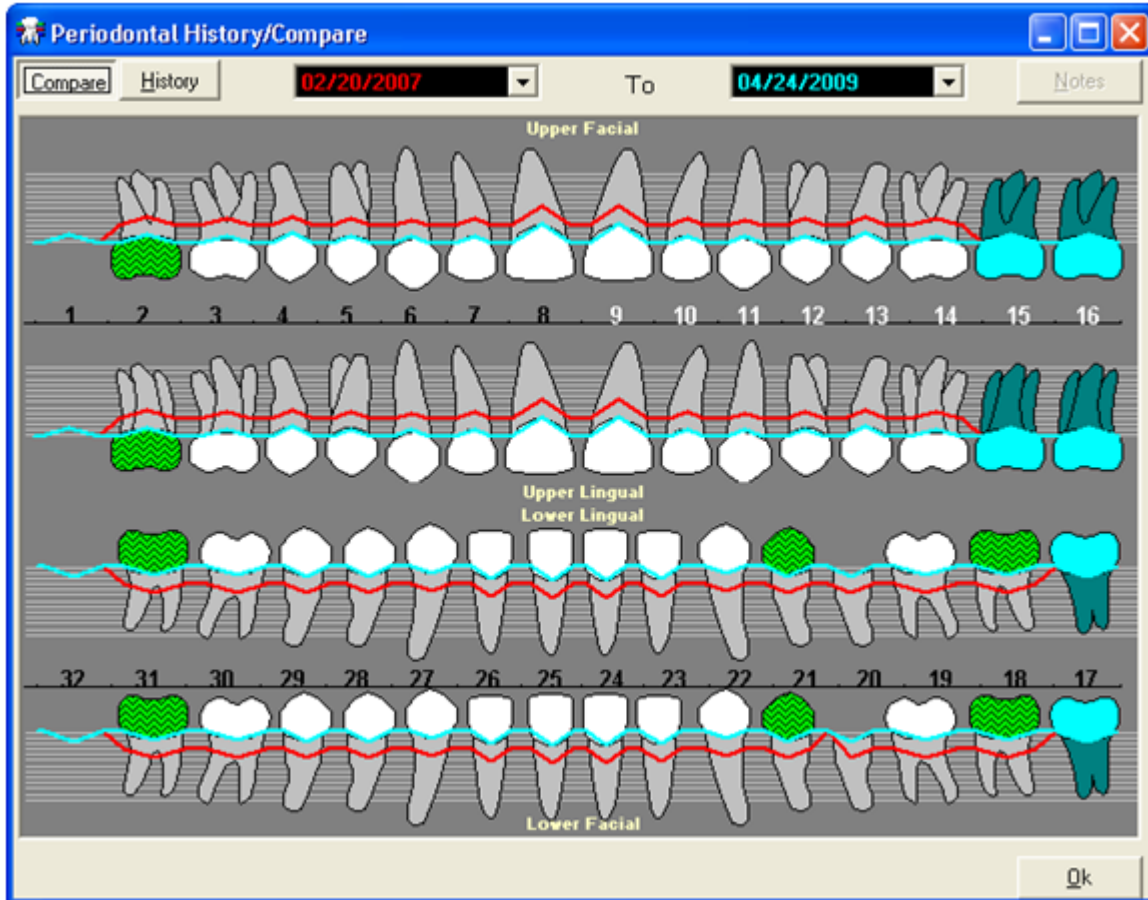 Periodontal History/Compare
Compare History 02/20/2007 To 04/24/2009 Notes
Upper Facial
1 2 3 4 5 6 7 8 9 10 11 12 13 14 15 16
Upper Lingual
Lower Lingual
32 31 30 29 28 27 26 25 24 23 22 21 20 19 18 17
Lower Facial
Ok